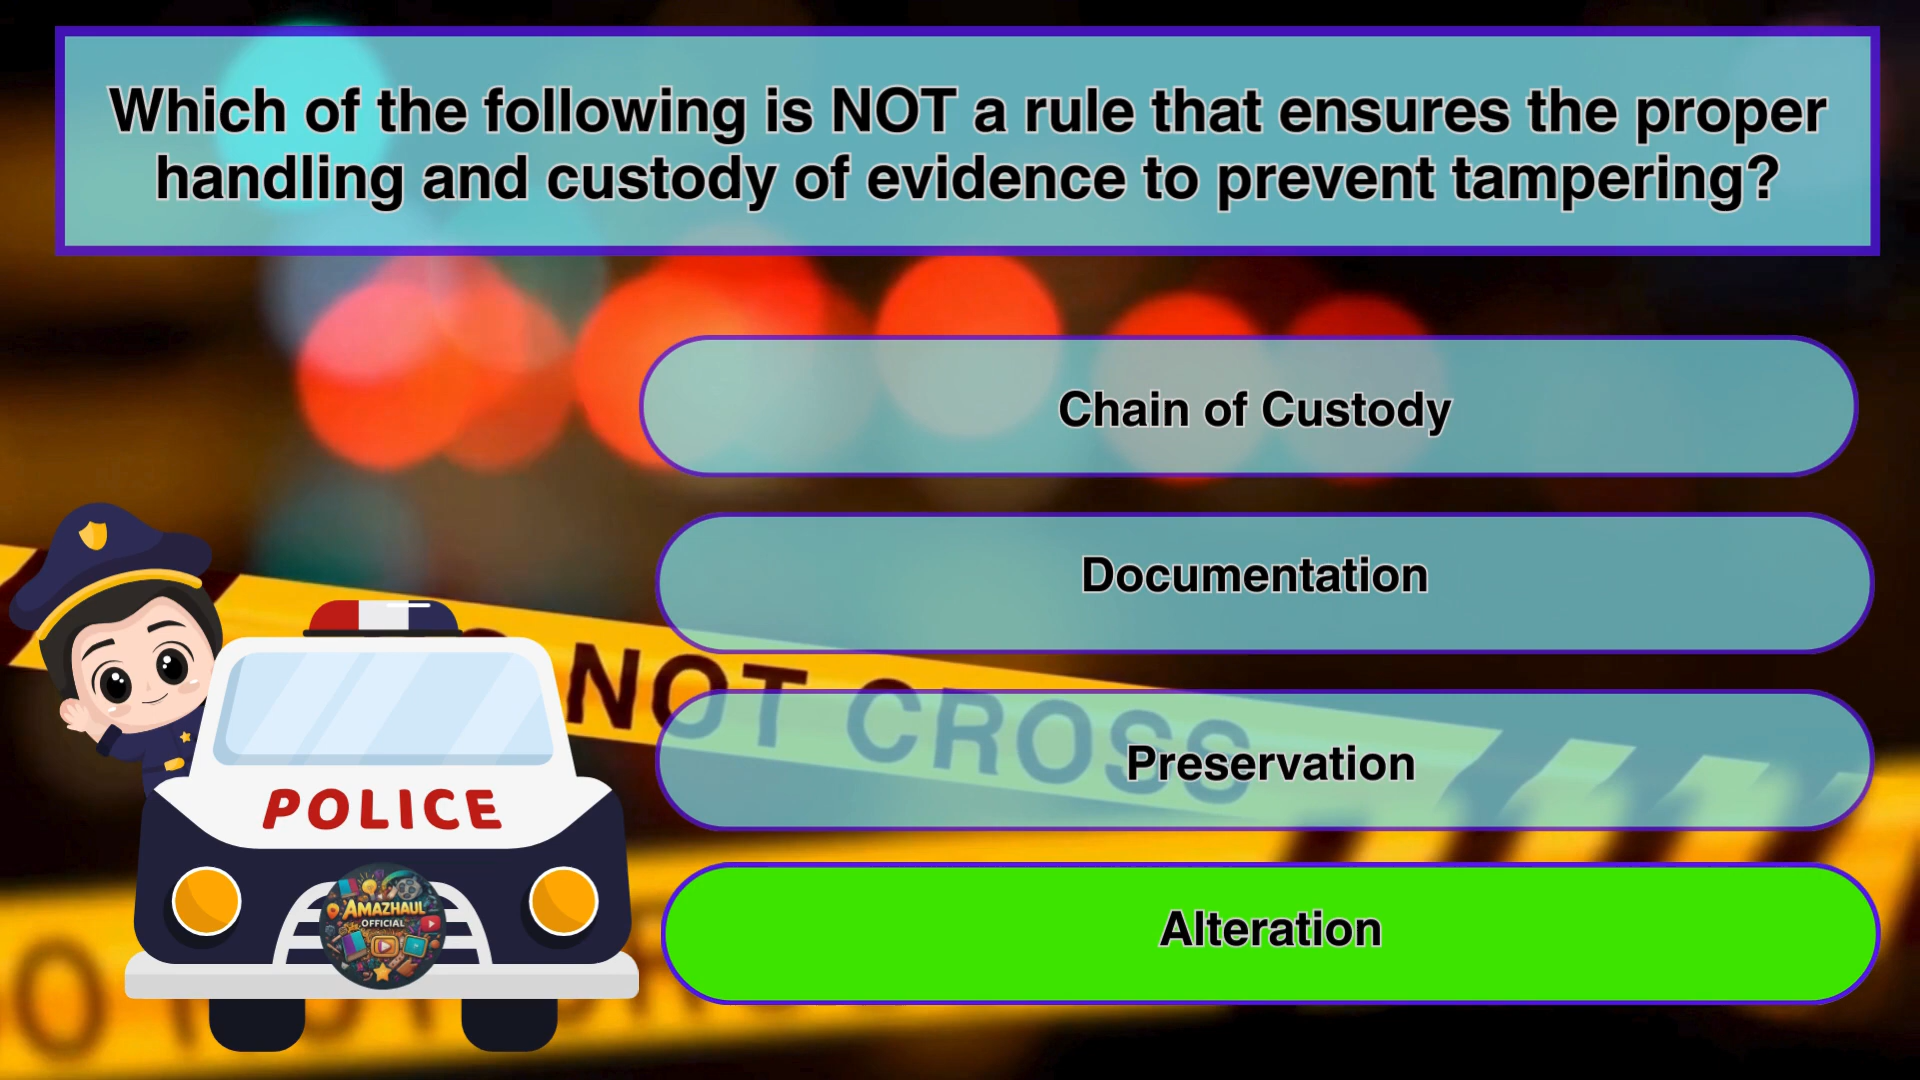 Which of the following is NOT a rule that ensures the proper
handling and custody of evidence to prevent tampering?
Chain of Custody
Documentation
NOT CROSS
Preservation
POLICE
AMAZHAUL
OFFICIAL
Alteration